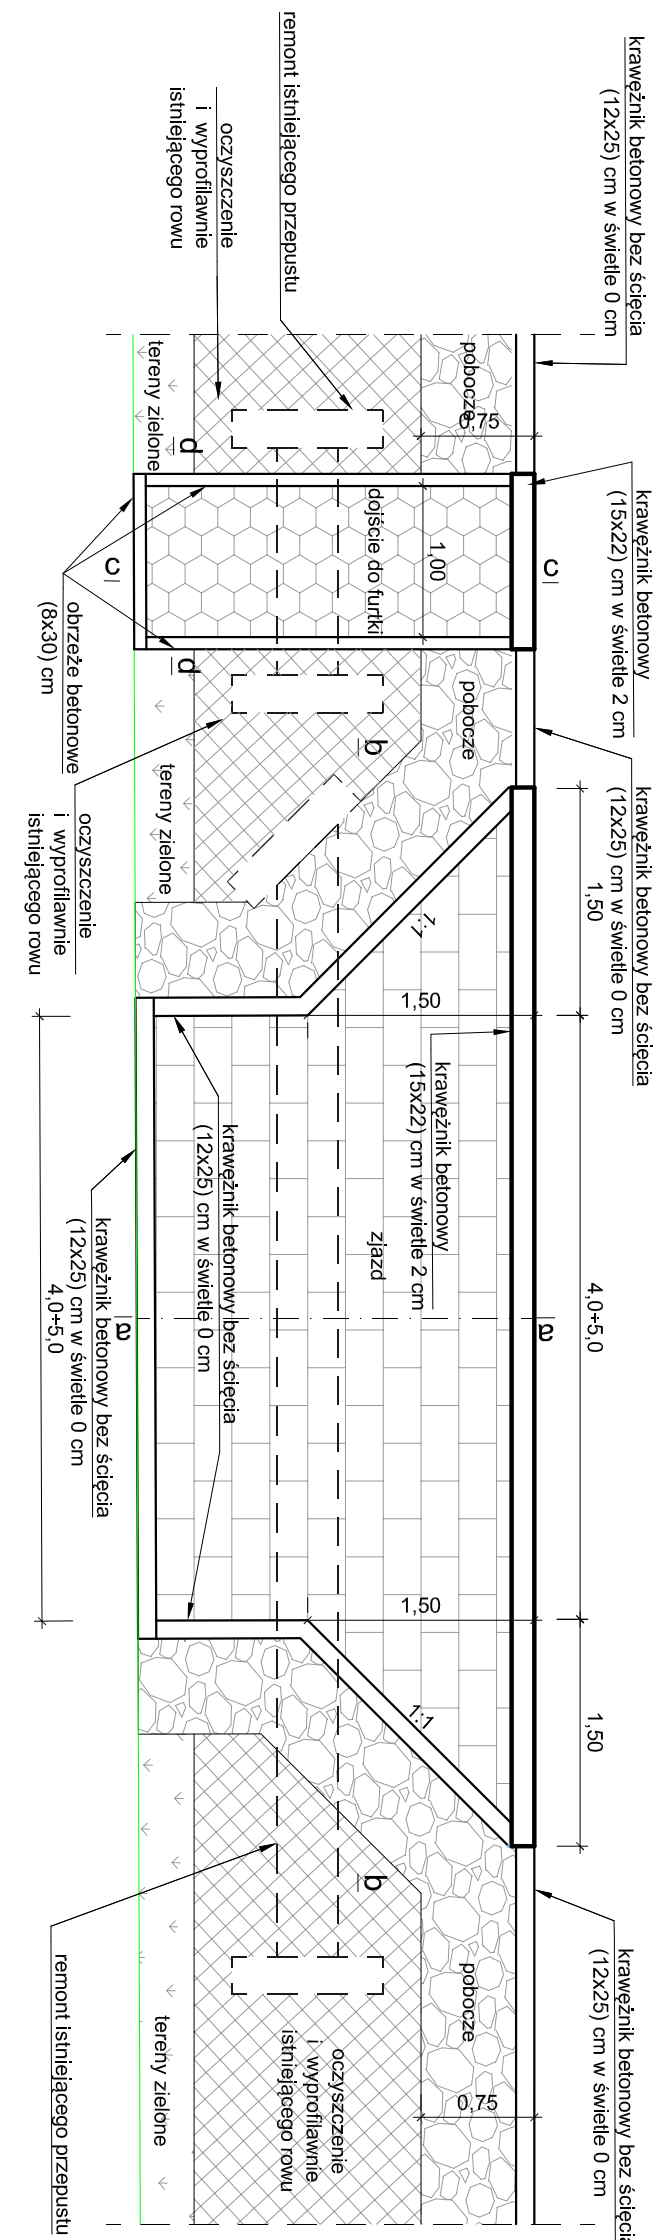 krawężnik betonowy bez ścięcia
(12x25) cm w świetle 0 cm
remont istniejącego przepustu
oczyszczenie
i wyprofilawnie
istniejącego rowu
pobocze
0,75
tereny zielone
d
krawężnik betonowy
(15x22) cm w świetle 2 cm
c
1,00
dojście do furtki
c
obrzeże betonowe
(8x30) cm
d
krawężnik betonowy bez ścięcia
(12x25) cm w świetle 0 cm
pobocze
b
tereny zielone
oczyszczenie
i wyprofilawnie
istniejącego rowu
1,50
1:1
1,50
krawężnik betonowy
(15x22) cm w świetle 2 cm
krawężnik betonowy bez ścięcia
(12x25) cm w świetle 0 cm
zjazd
krawężnik betonowy bez ścięcia
(12x25) cm w świetle 0 cm
4,0÷5,0
4,0÷5,0
a
a
1,50
1:1
1,50
b
krawężnik betonowy bez ścięcia
(12x25) cm w świetle 0 cm
pobocze
0,75
oczyszczenie
i wyprofilawnie
istniejącego rowu
tereny zielone
remont istniejącego przepustu